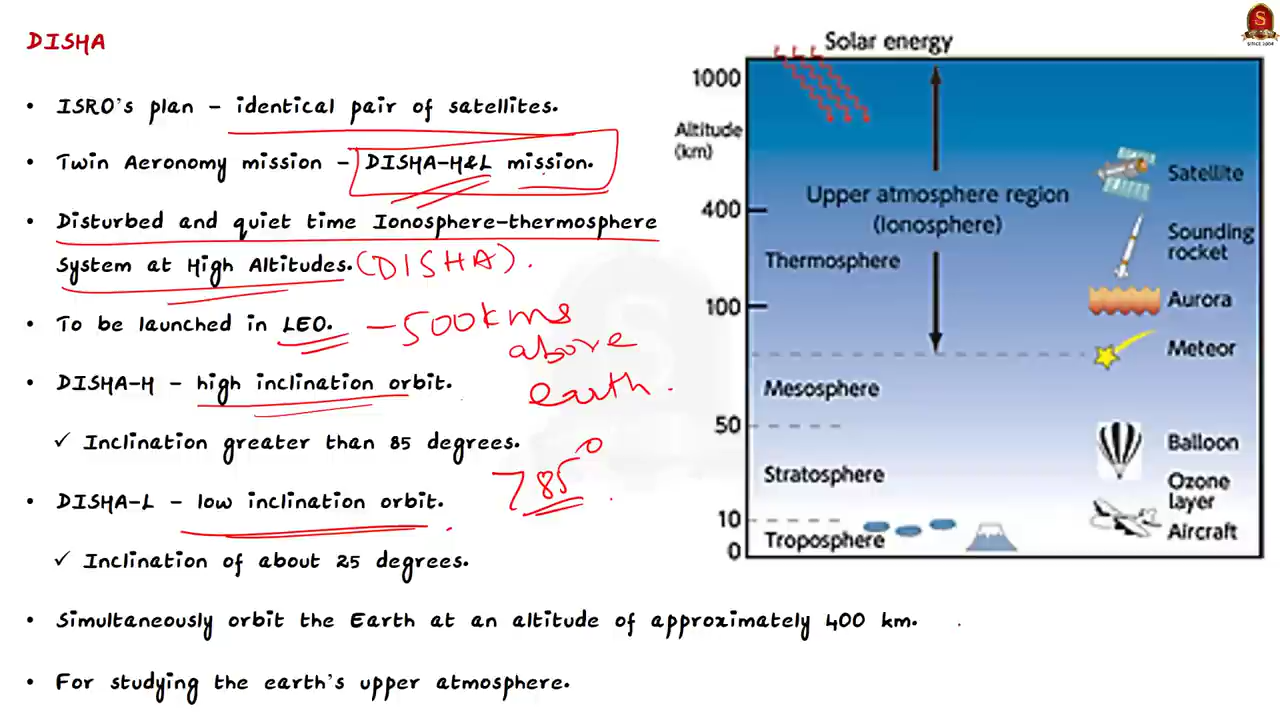 DISHA
• ISRO's plan – identical pair of satellites.
• Twin Aeronomy mission – DISHA-H&L mission.
• Disturbed and quiet time Ionosphere-thermosphere
System at High Altitudes. (DISHA).
• To be launched in LEO. – 500kms
above
earth.
• DISHA-H – high inclination orbit.
✓ Inclination greater than 85 degrees.
785°
• DISHA-L – low inclination orbit.
✓ Inclination of about 25 degrees.
• Simultaneously orbit the Earth at an altitude of approximately 400 km.
• For studying the earth's upper atmosphere.
Solar energy
1000
Altitude
(km)
400
100
50
10
0
Upper atmosphere region
(Ionosphere)
Thermosphere
Mesosphere
Stratosphere
Troposphere
Satellite
Sounding
rocket
Aurora
Meteor
Balloon
Ozone
layer
Aircraft
S
SINCE 2004